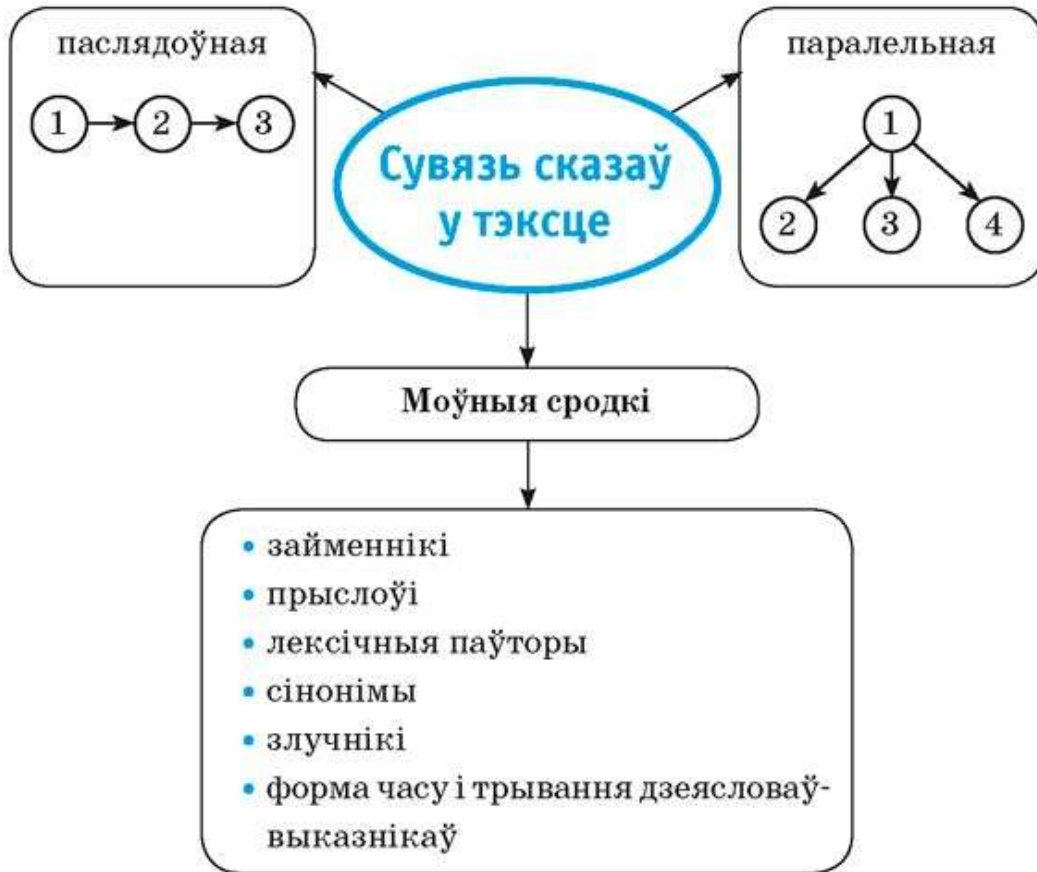 паслядоўная
1 2 3
Сувязь сказаў
у тэксце
паралельная
1
2 3 4
Моўныя сродкі
• займеннікі
• прыслоўі
• лексічныя паўторы
• сінонімы
• злучнікі
• форма часу і трывання дзеясловаў-
выказнікаў